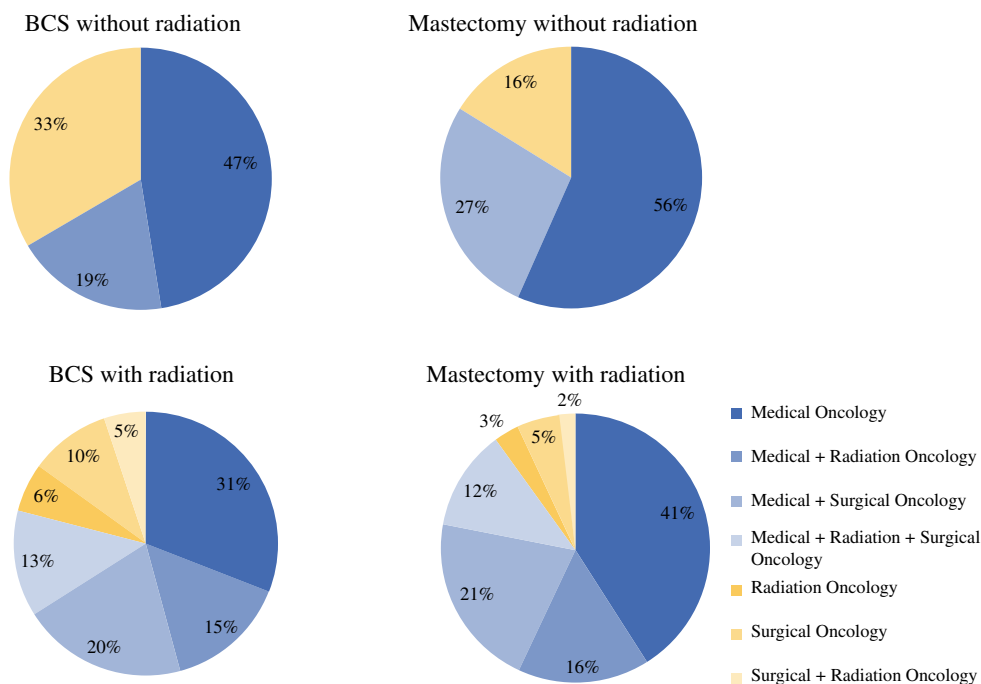 BCS without radiation
Mastectomy without radiation
33%
47%
19%
16%
27%
56%
BCS with radiation
Mastectomy with radiation
5%
10%
6%
13%
20%
15%
31%
2%
3%
5%
12%
21%
16%
41%
Medical Oncology
Medical + Radiation Oncology
Medical + Surgical Oncology
Medical + Radiation + Surgical
Oncology
Radiation Oncology
Surgical Oncology
Surgical + Radiation Oncology